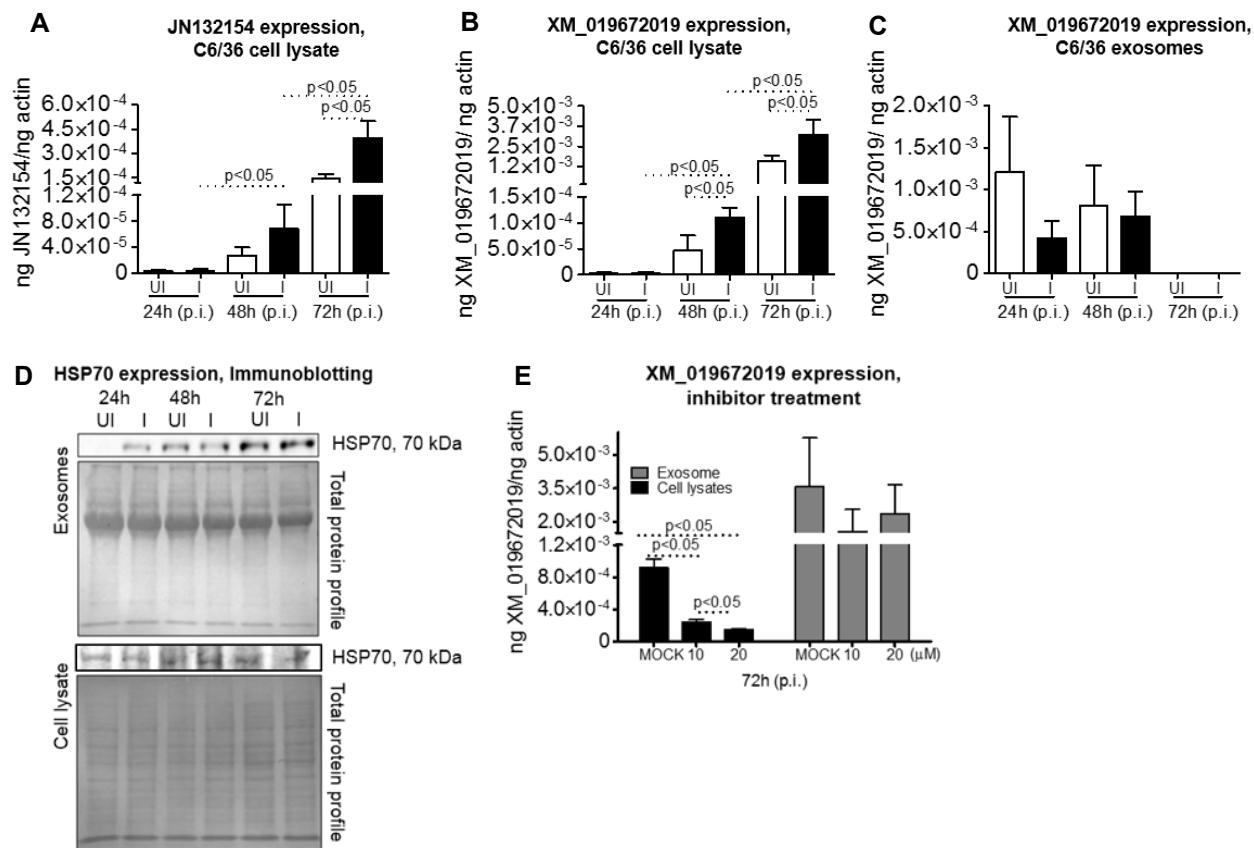 A
JN132154 expression,
C6/36 cell lysate
ng JN132154/ng actin
6.0×10⁻⁴
4.5×10⁻⁴
3.0×10⁻⁴
1.5×10⁻⁴
1.2×10⁻⁴
8.0×10⁻⁵
4.0×10⁻⁵
0
p<0.05
p<0.05
p<0.05
UI I UI I UI I
24h (p.i.) 48h (p.i.) 72h (p.i.)
B
XM_019672019 expression,
C6/36 cell lysate
ng XM_019672019/ ng actin
5.0×10⁻³
3.7×10⁻³
2.5×10⁻³
1.2×10⁻³
1.5×10⁻⁴
1.0×10⁻⁴
5.0×10⁻⁵
0
p<0.05
p<0.05
p<0.05
p<0.05
UI I UI I UI I
24h (p.i.) 48h (p.i.) 72h (p.i.)
C
XM_019672019 expression,
C6/36 exosomes
ng XM_019672019/ ng actin
2.0×10⁻³
1.5×10⁻³
1.0×10⁻³
5.0×10⁻⁴
0
UI I UI I UI I
24h (p.i.) 48h (p.i.) 72h (p.i.)
D
HSP70 expression, Immunoblotting
24h 48h 72h
UI I UI I UI I
HSP70, 70 kDa
Exosomes
Total protein profile
HSP70, 70 kDa
Cell lysate
Total protein profile
E
XM_019672019 expression,
inhibitor treatment
ng XM_019672019/ng actin
5.0×10⁻³
3.5×10⁻³
2.0×10⁻³
1.2×10⁻³
8.0×10⁻⁴
4.0×10⁻⁴
0
Exosome
Cell lysates
p<0.05
p<0.05
p<0.05
MOCK 10 20 MOCK 10 20 (μM)
72h (p.i.)